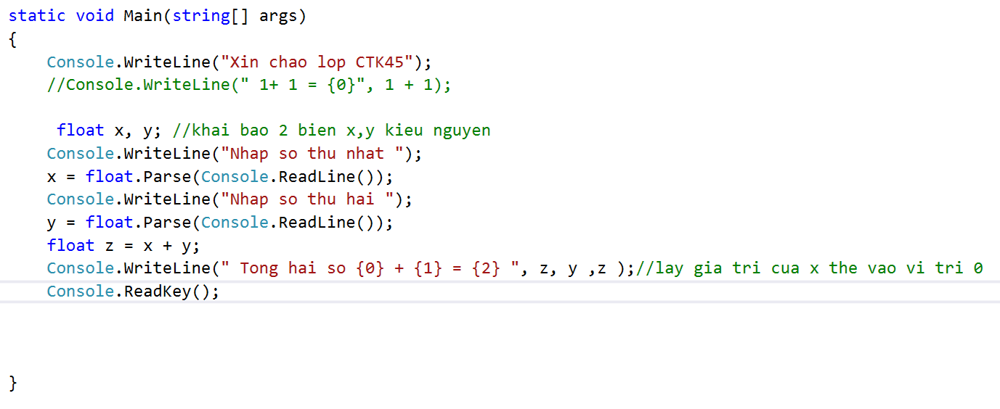 static void Main(string[] args)
{
Console.WriteLine("Xin chao lop CTK45");
//Console.WriteLine(" 1+ 1 = {0}", 1 + 1);
float x, y; //khai bao 2 bien x,y kieu nguyen
Console.WriteLine("Nhap so thu nhat ");
x = float.Parse(Console.ReadLine());
Console.WriteLine("Nhap so thu hai ");
y = float.Parse(Console.ReadLine());
float z = x + y;
Console.WriteLine(" Tong hai so {0} + {1} = {2} ", z, y ,z );//lay gia tri cua x the vao vi tri 0
Console.ReadKey();
}